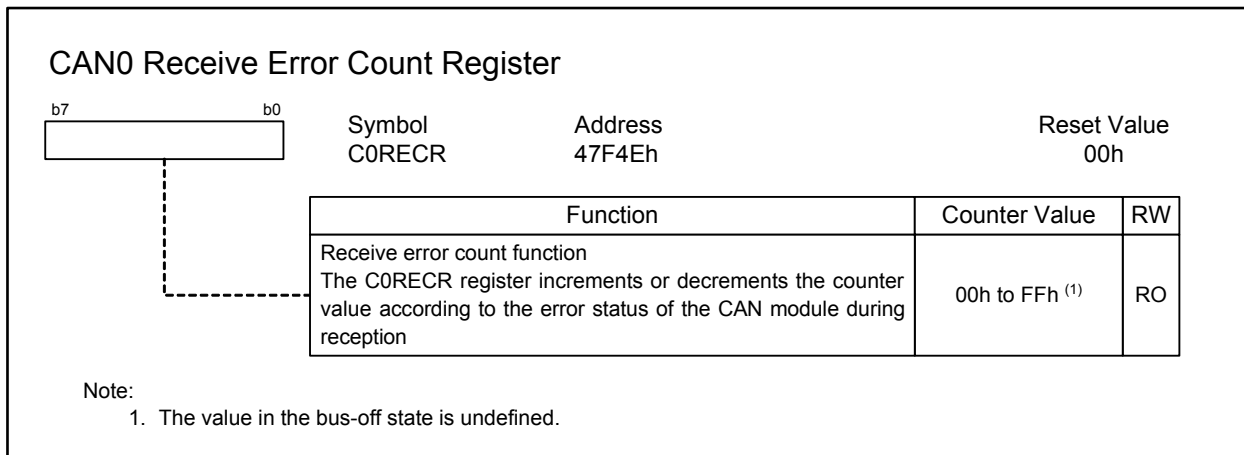 CAN0 Receive Error Count Register
b7 b0
Symbol Address Reset Value
C0RECR 47F4Eh 00h
Function Counter Value RW
Receive error count function
The C0RECR register increments or decrements the counter
value according to the error status of the CAN module during
reception
00h to FFh (1) RO
Note:
1. The value in the bus-off state is undefined.